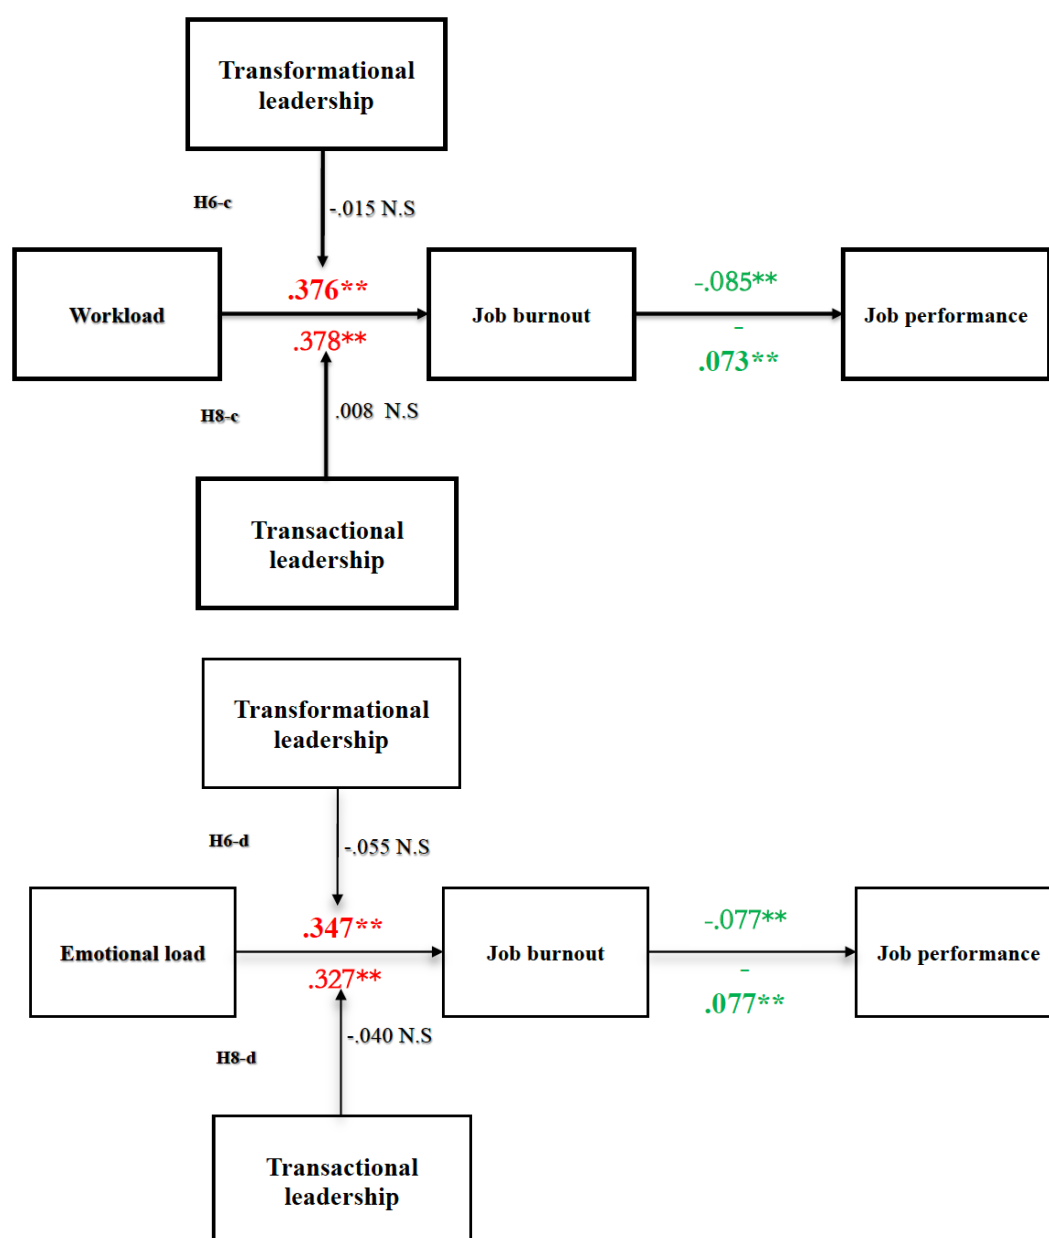 Transformational
leadership
H6-c
-.015 N.S
Workload
.376**
.378**
Job burnout
-.085**
-
.073**
Job performance
H8-c
.008 N.S
Transactional
leadership
Transformational
leadership
H6-d
-.055 N.S
Emotional load
.347**
.327**
Job burnout
-.077**
-
.077**
Job performance
H8-d
-.040 N.S
Transactional
leadership